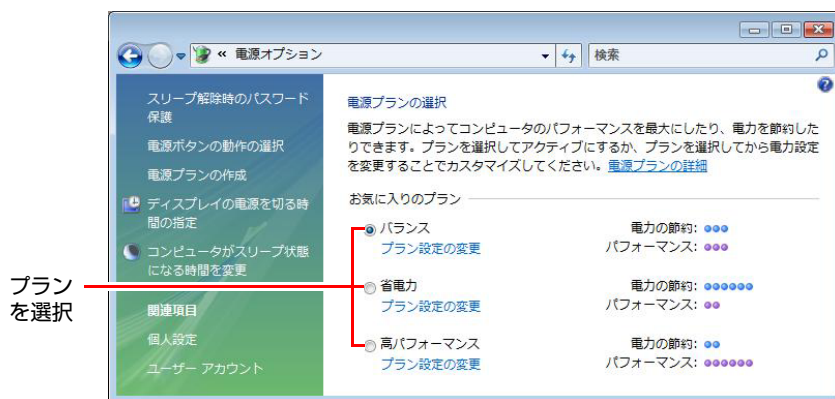 « 電源オプション
検索
スリープ解除時のパスワード
保護
電源ボタンの動作の選択
電源プランの作成
ディスプレイの電源を切る時
間の指定
コンピュータがスリープ状態
になる時間を変更
関連項目
個人設定
ユーザー アカウント
電源プランの選択
電源プランによってコンピュータのパフォーマンスを最大にしたり、電力を節約した
りできます。プランを選択してアクティブにするか、プランを選択してから電力設定
を変更することでカスタマイズしてください。電源プランの詳細
お気に入りのプラン
バランス 電力の節約:
プラン設定の変更 パフォーマンス:
省電力 電力の節約:
プラン設定の変更 パフォーマンス:
高パフォーマンス 電力の節約:
プラン設定の変更 パフォーマンス:
プラン
を選択